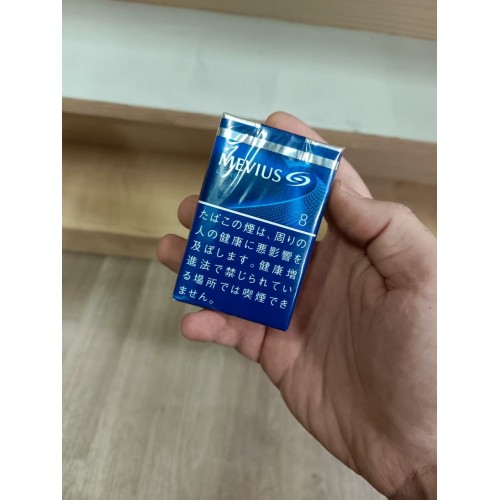 MEVIUS
8
たばこの煙は、周りの
人の健康に悪影響を
及ぼします。健康増
進法で禁じられてい
る場所では喫煙でき
ません。